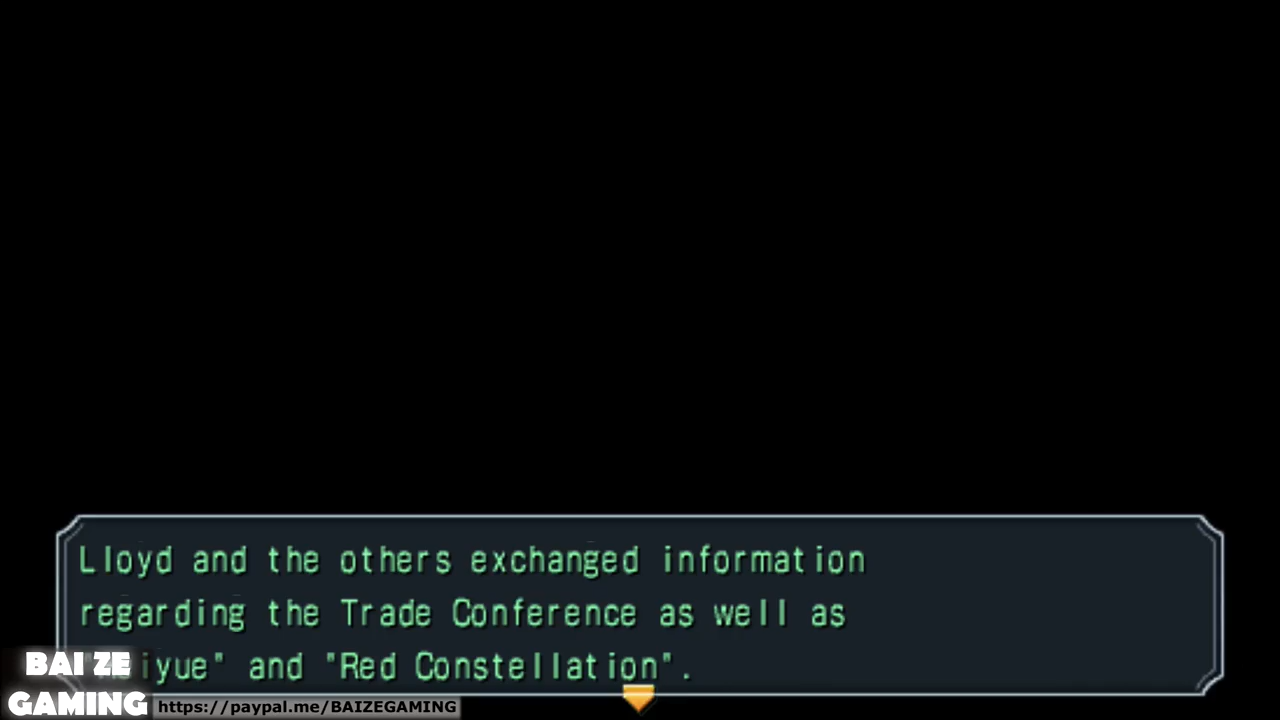 Lloyd and the others exchanged information
regarding the Trade Conference as well as
and "Red Constellation".
BAI ZE
GAMING
https://paypal.me/BAIZEGAMING